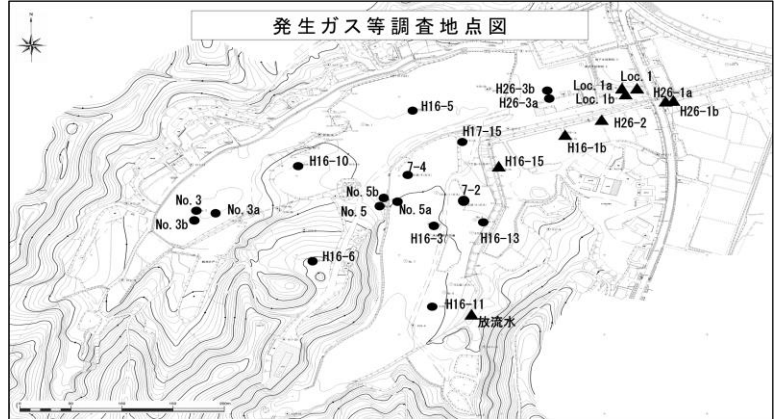 発生ガス等調査地点図
N
H26-3b
H26-3a
Loc. 1a
Loc. 1
Loc. 1b
H26-1a
H26-1b
H16-5
H26-2
H17-15
H16-1b
H16-10
7-4
H16-15
No. 5b
No. 5
No. 5a
7-2
No. 3
No. 3a
No. 3b
H16-3
H16-13
H16-6
H16-11
放流水